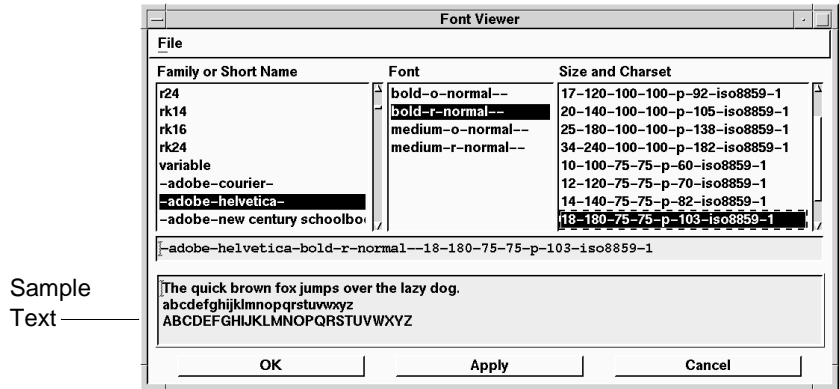 Font Viewer
File
Family or Short Name
r24
rk14
rk16
rk24
variable
-adobe-courier-
-adobe-helvetica-
-adobe-new century schoolboo
Font
bold-o-normal--
bold-r-normal--
medium-o-normal--
medium-r-normal--
Size and Charset
17-120-100-100-p-92-iso8859-1
20-140-100-100-p-105-iso8859-1
25-180-100-100-p-138-iso8859-1
34-240-100-100-p-182-iso8859-1
10-100-75-75-p-60-iso8859-1
12-120-75-75-p-70-iso8859-1
14-140-75-75-p-82-iso8859-1
18-180-75-75-p-103-iso8859-1
-adobe-helvetica-bold-r-normal--18-180-75-75-p-103-iso8859-1
Sample
Text
The quick brown fox jumps over the lazy dog.
abcdefghijklmnopqrstuvwxyz
ABCDEFGHIJKLMNOPQRSTUVWXYZ
OK
Apply
Cancel